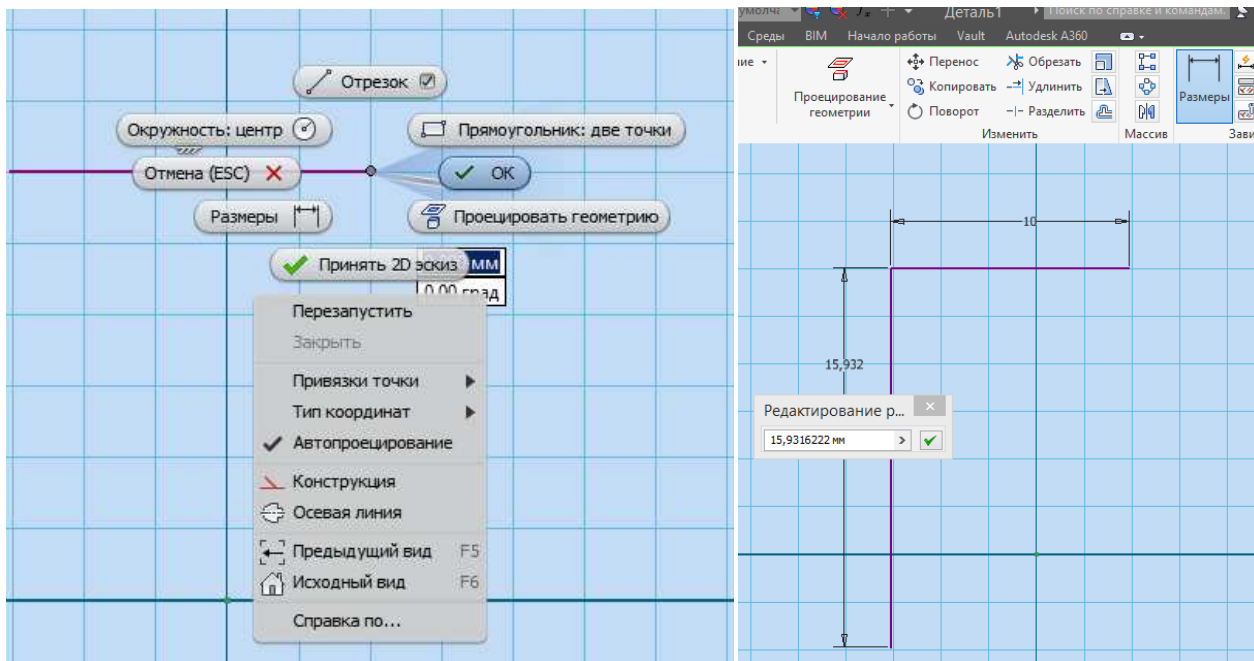 Отрезок
Окружность: центр
Прямоугольник: две точки
Отмена (ESC)
OK
Размеры
Проецировать геометрию
Принять 2D эскиз
мм
0.00 град
Перезапустить
Закрыть
Привязки точки
Тип координат
Автопроецирование
Конструкция
Осевая линия
Предыдущий вид F5
Исходный вид F6
Справка по...
Деталь1 Поиск по справке и командам.
Среды BIM Начало работы Vault Autodesk A360
Перенос Обрезать
Проецирование геометрии
Копировать Удлинить
Размеры
Поворот Разделить
Изменить Массив
10
15,932
Редактирование р...
15,9316222 мм